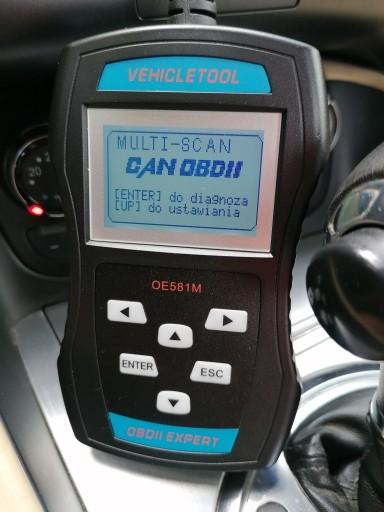 VEHICLETOOL
MULTI-SCAN
CAN OBDII
[ENTER] do diagnoza
[UP] do ustawiania
OE581M
ENTER
ESC
OBDII EXPERT